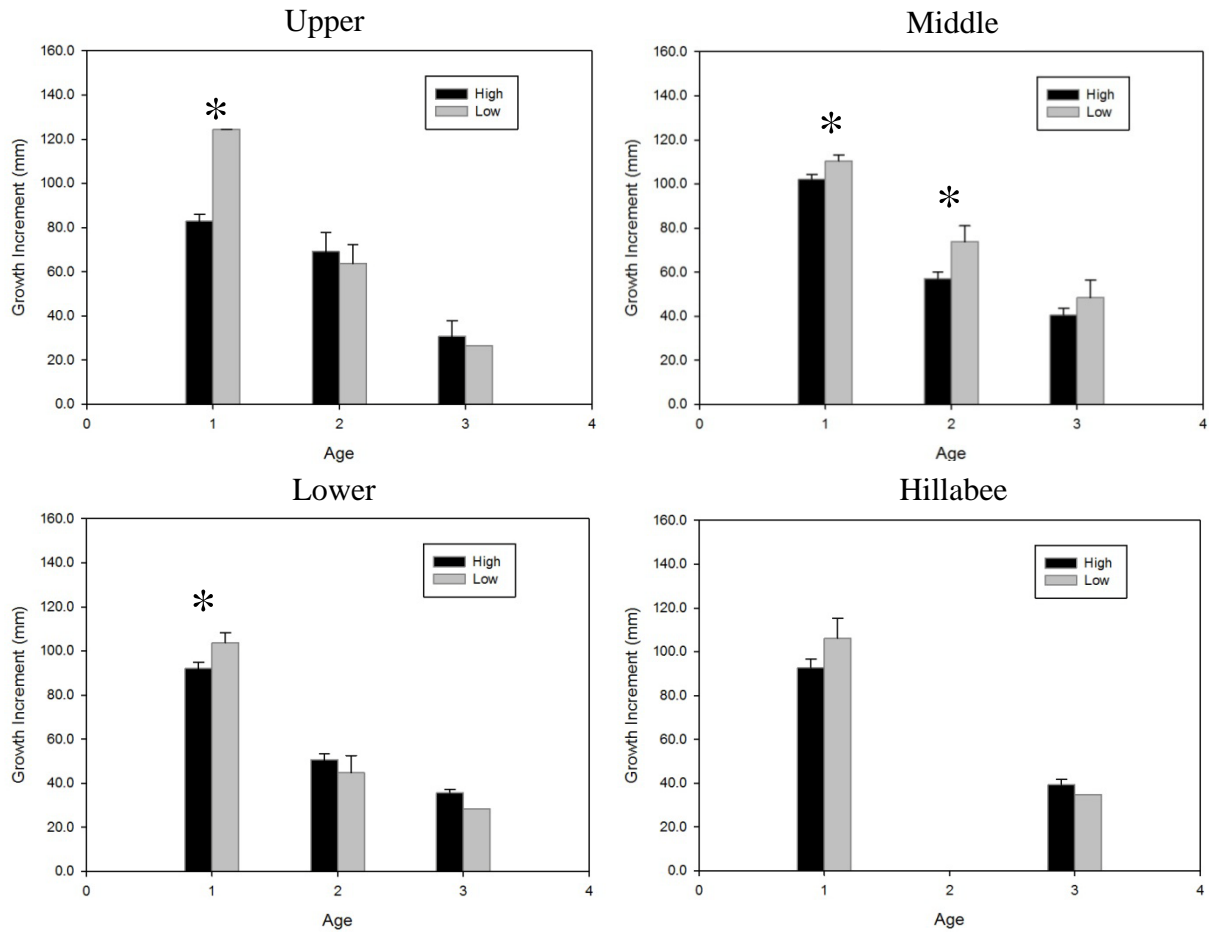 Upper
160.0
140.0
120.0
100.0
80.0
60.0
40.0
20.0
0.0
Growth Increment (mm)
*
High
Low
0 1 2 3 4
Age
Middle
160.0
140.0
120.0
100.0
80.0
60.0
40.0
20.0
0.0
Growth Increment (mm)
*
*
High
Low
0 1 2 3 4
Age
Lower
160.0
140.0
120.0
100.0
80.0
60.0
40.0
20.0
0.0
Growth Increment (mm)
*
High
Low
0 1 2 3 4
Age
Hillabee
160.0
140.0
120.0
100.0
80.0
60.0
40.0
20.0
0.0
Growth Increment (mm)
High
Low
0 1 2 3 4
Age